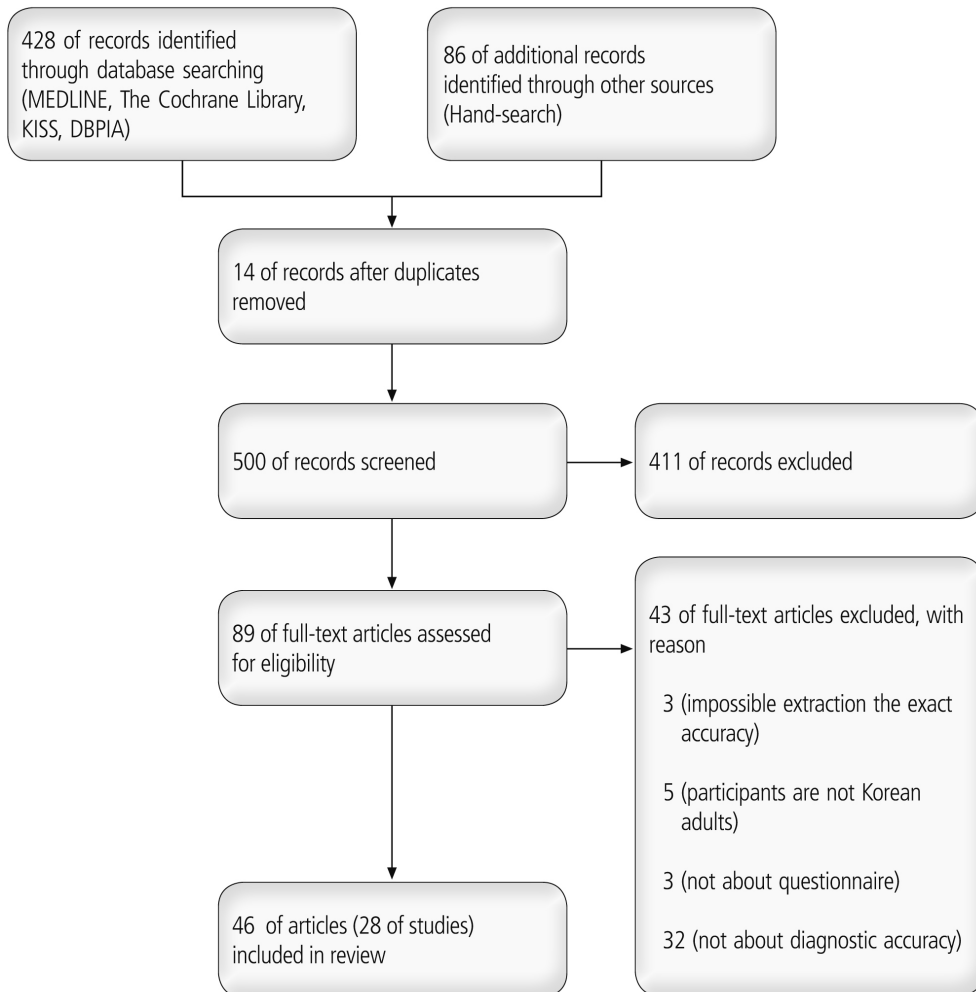 428 of records identified
through database searching
(MEDLINE, The Cochrane Library,
KISS, DBPIA)
86 of additional records
identified through other sources
(Hand-search)
14 of records after duplicates
removed
500 of records screened
411 of records excluded
89 of full-text articles assessed
for eligibility
43 of full-text articles excluded, with
reason
3 (impossible extraction the exact
accuracy)
5 (participants are not Korean
adults)
3 (not about questionnaire)
32 (not about diagnostic accuracy)
46 of articles (28 of studies)
included in review